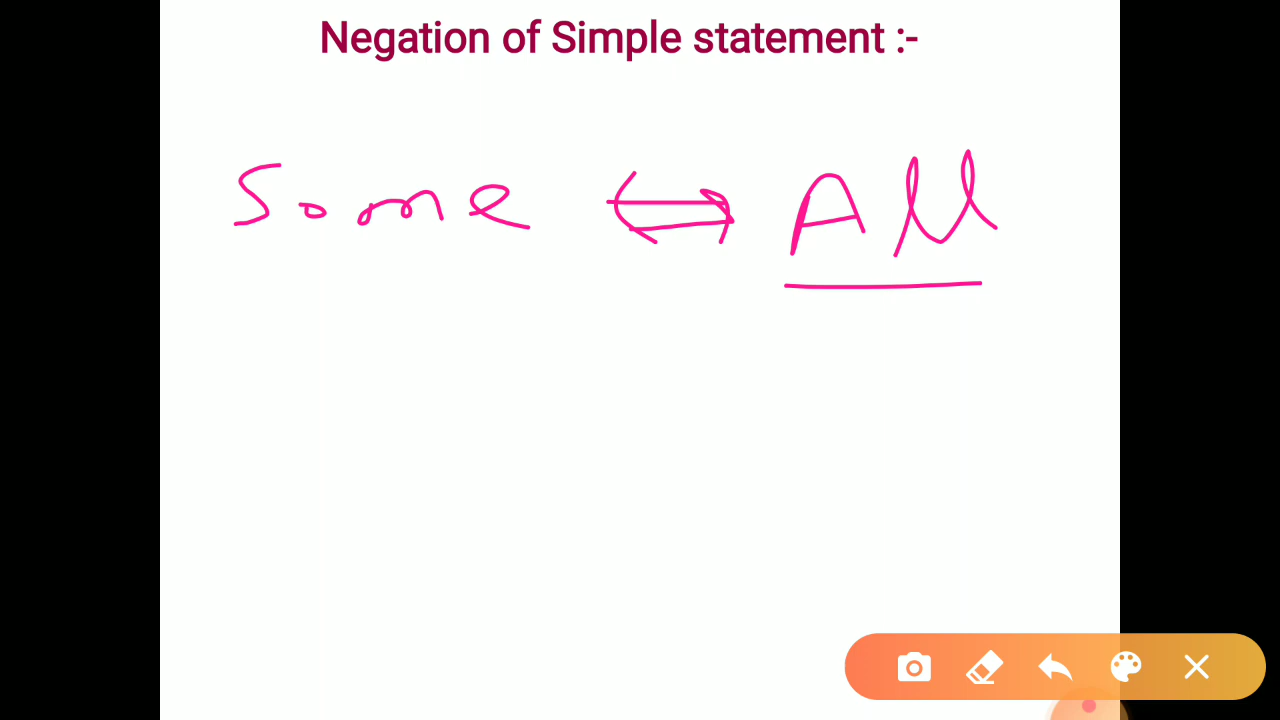 Negation of Simple statement :-
Some ⇔ All